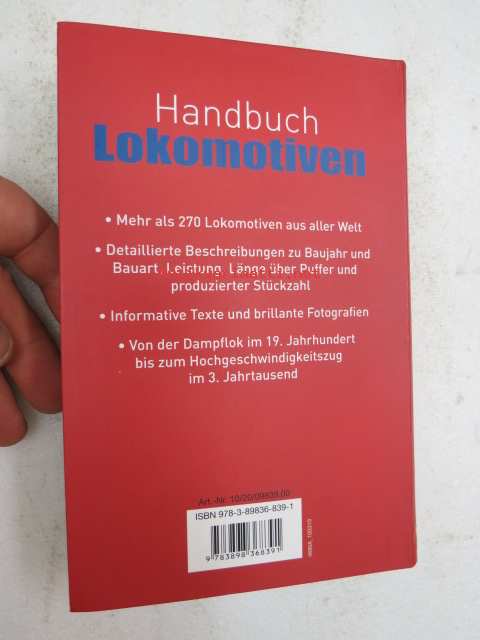 Handbuch
Lokomotiven
• Mehr als 270 Lokomotiven aus aller Welt
• Detaillierte Beschreibungen zu Baujahr und
Bauart, Leistung, Länge über Puffer und
produzierter Stückzahl
• Informative Texte und brillante Fotografien
• Von der Dampflok im 19. Jahrhundert
bis zum Hochgeschwindigkeitszug
im 3. Jahrtausend
Art.-Nr. 10/20/09839.00
ISBN 978-3-89836-839-1
9 783898 368391